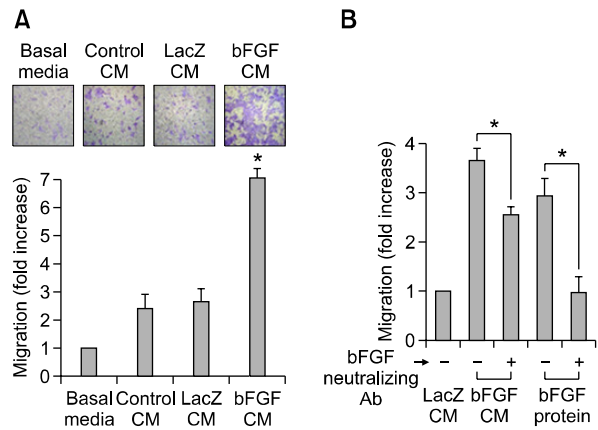 A
Basal media
Control CM
LacZ CM
bFGF CM
*
Migration (fold increase)
7
6
5
4
3
2
1
0
Basal media
Control CM
LacZ CM
bFGF CM
B
*
*
Migration (fold increase)
4
3
2
1
0
bFGF neutralizing Ab
→ − − + − +
LacZ CM
bFGF CM
bFGF protein